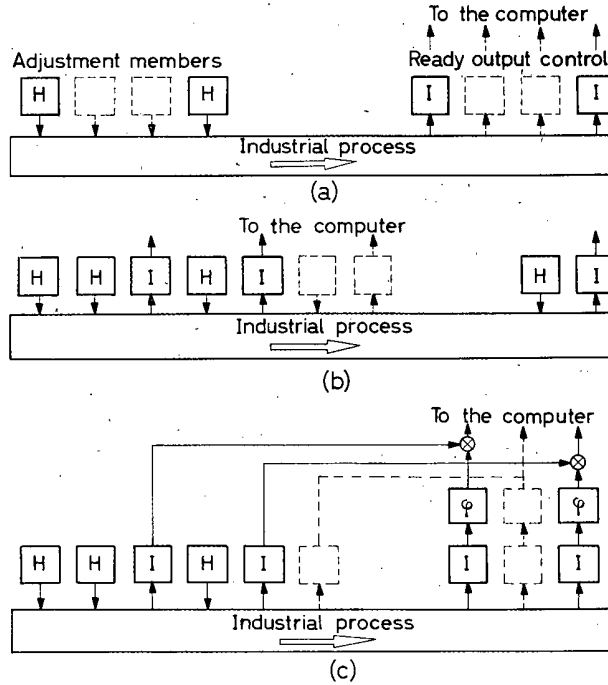 To the computer
Adjustment members
Ready output control
H H I I
Industrial process
(a)
To the computer
H H I H I H I
Industrial process
(b)
To the computer
φ φ
H H I H I I I
Industrial process
(c)